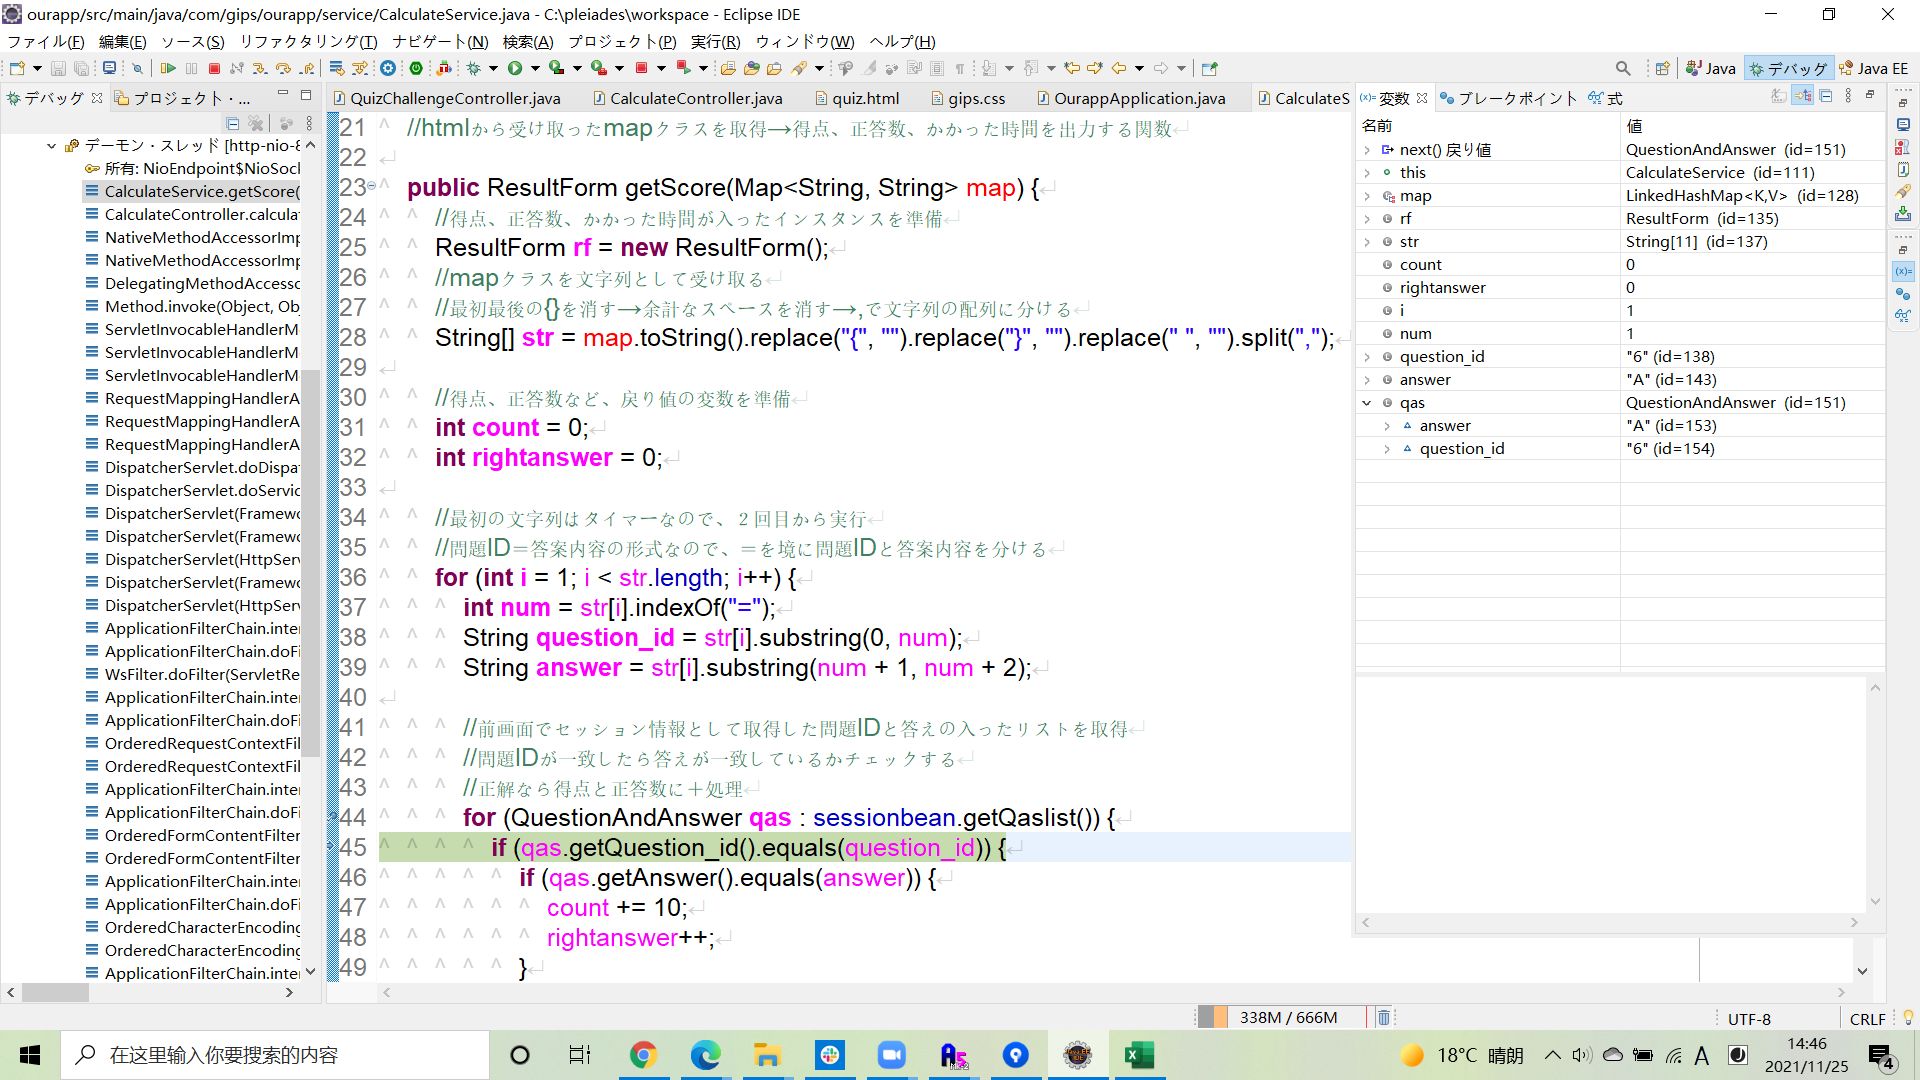 ourapp/src/main/java/com/gips/ourapp/service/CalculateService.java - C:\pleiades\workspace - Eclipse IDE
ファイル(F) 編集(E) ソース(S) リファクタリング(T) ナビゲート(N) 検索(A) プロジェクト(P) 実行(R) ウィンドウ(W) ヘルプ(H)
Java デバッグ Java EE
デバッグ プロジェクト・...
デーモン・スレッド [http-nio-8
所有: NioEndpoint$NioSocl
CalculateService.getScore(
CalculateController.calcula
NativeMethodAccessorImp
NativeMethodAccessorImp
DelegatingMethodAccesso
Method.invoke(Object, Ob
ServletInvocableHandlerM
ServletInvocableHandlerM
ServletInvocableHandlerM
RequestMappingHandlerA
RequestMappingHandlerA
RequestMappingHandlerA
DispatcherServlet.doDispa
DispatcherServlet.doServic
DispatcherServlet(Framewo
DispatcherServlet(Framewo
DispatcherServlet(HttpServ
DispatcherServlet(Framewo
DispatcherServlet(HttpServ
ApplicationFilterChain.inte
ApplicationFilterChain.doFi
WsFilter.doFilter(ServletRe
ApplicationFilterChain.inte
ApplicationFilterChain.doFi
OrderedRequestContextFil
OrderedRequestContextFil
ApplicationFilterChain.inte
ApplicationFilterChain.doFi
OrderedFormContentFilter
OrderedFormContentFilter
ApplicationFilterChain.inte
ApplicationFilterChain.doFi
OrderedCharacterEncoding
OrderedCharacterEncoding
ApplicationFilterChain.inte
QuizChallengeController.java CalculateController.java quiz.html gips.css OurappApplication.java CalculateS
21 //htmlから受け取ったmapクラスを取得→得点、正答数、かかった時間を出力する関数
22
23 public ResultForm getScore(Map<String, String> map) {
24 //得点、正答数、かかった時間が入ったインスタンスを準備
25 ResultForm rf = new ResultForm();
26 //mapクラスを文字列として受け取る
27 //最初最後の{}を消す→余計なスペースを消す→,で文字列の配列に分ける
28 String[] str = map.toString().replace("{", "").replace("}", "").replace(" ", "").split(",");
29
30 //得点、正答数など、戻り値の変数を準備
31 int count = 0;
32 int rightanswer = 0;
33
34 //最初の文字列はタイマーなので、２回目から実行
35 //問題ID＝答案内容の形式なので、＝を境に問題IDと答案内容を分ける
36 for (int i = 1; i < str.length; i++) {
37 int num = str[i].indexOf("=");
38 String question_id = str[i].substring(0, num);
39 String answer = str[i].substring(num + 1, num + 2);
40
41 //前画面でセッション情報として取得した問題IDと答えの入ったリストを取得
42 //問題IDが一致したら答えが一致しているかチェックする
43 //正解なら得点と正答数に＋処理
44 for (QuestionAndAnswer qas : sessionbean.getQaslist()) {
45 if (qas.getQuestion_id().equals(question_id)) {
46 if (qas.getAnswer().equals(answer)) {
47 count += 10;
48 rightanswer++;
49 }
(x)= 変数 ブレークポイント 式
名前 値
next() 戻り値 QuestionAndAnswer (id=151)
this CalculateService (id=111)
map LinkedHashMap<K,V> (id=128)
rf ResultForm (id=135)
str String[11] (id=137)
count 0
rightanswer 0
i 1
num 1
question_id "6" (id=138)
answer "A" (id=143)
qas QuestionAndAnswer (id=151)
answer "A" (id=153)
question_id "6" (id=154)
338M / 666M
UTF-8 CRLF
在这里输入你要搜索的内容
18°C 晴朗
A
14:46
2021/11/25
4